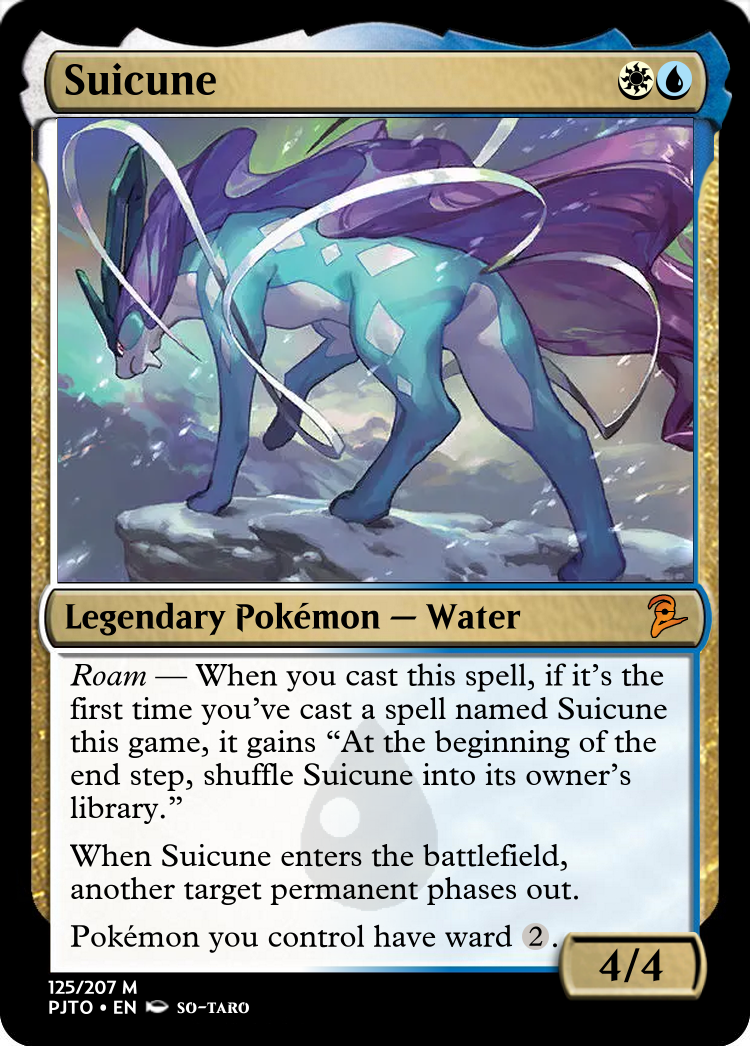 Suicune
Legendary Pokémon — Water
Roam — When you cast this spell, if it's the
first time you've cast a spell named Suicune
this game, it gains “At the beginning of the
end step, shuffle Suicune into its owner's
library.”
When Suicune enters the battlefield,
another target permanent phases out.
Pokémon you control have ward 2.
4/4
125/207 M
PJTO • EN SO-TARO